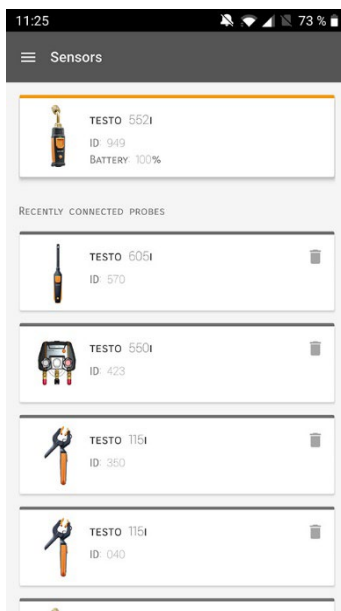 11:25
73 %
Sensors
TESTO 552I
ID: 949
BATTERY: 100%
RECENTLY CONNECTED PROBES
TESTO 605I
ID: 570
TESTO 550I
ID: 423
TESTO 115I
ID: 350
TESTO 115I
ID: 040